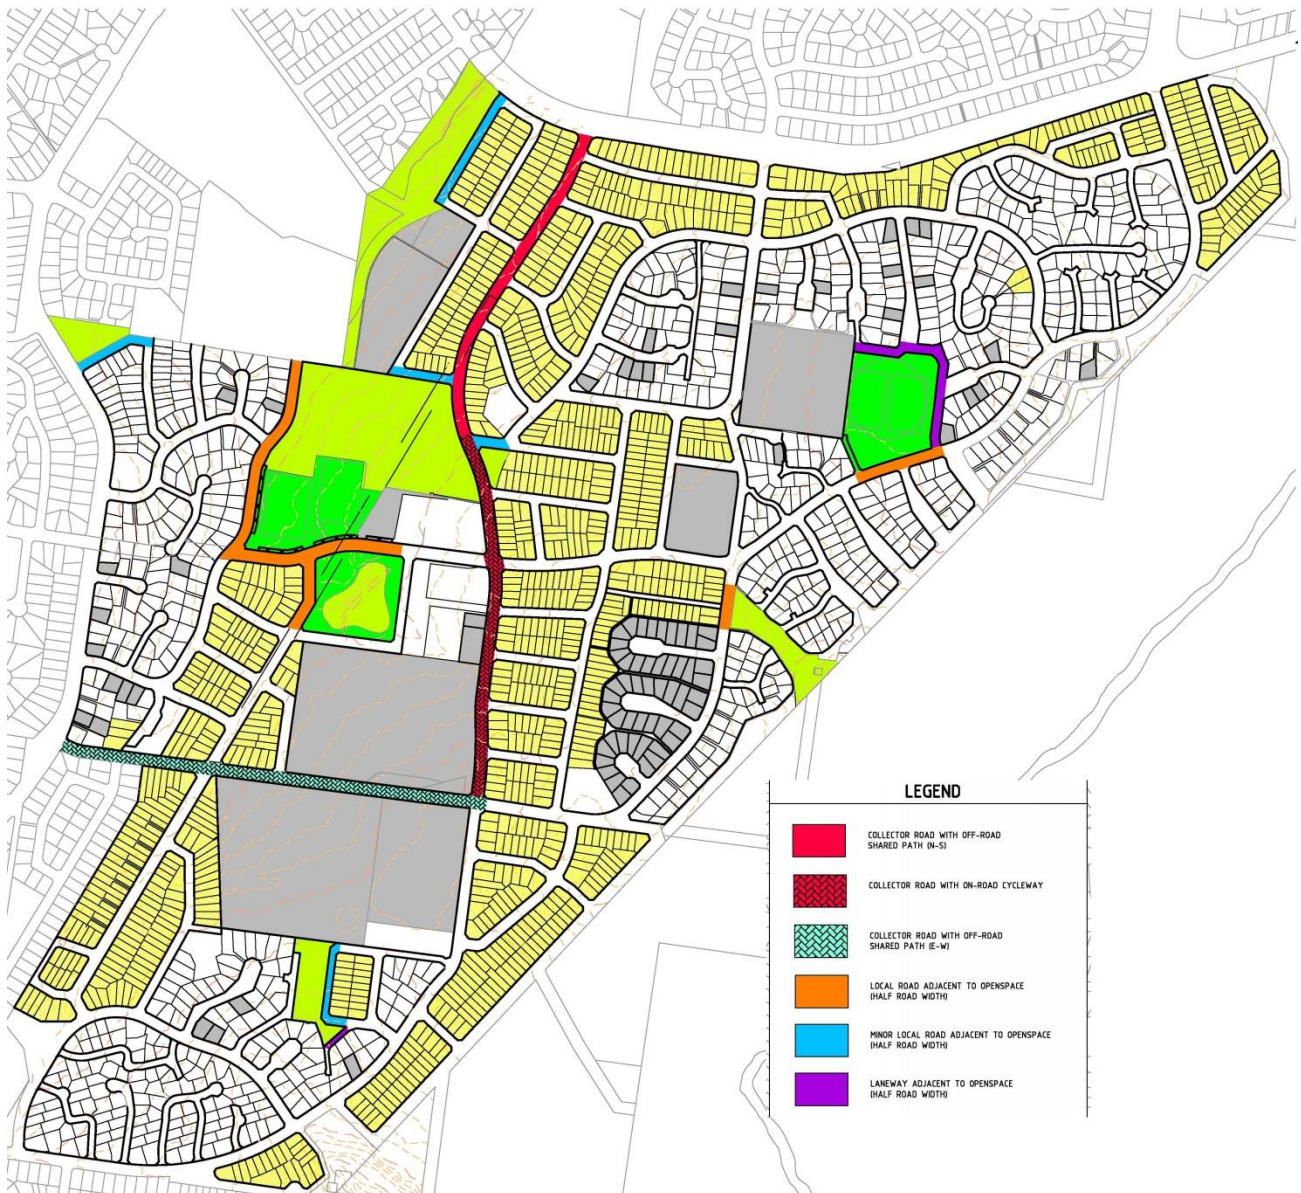 LEGEND
COLLECTOR ROAD WITH OFF-ROAD
SHARED PATH (N-S)
COLLECTOR ROAD WITH ON-ROAD CYCLEWAY
COLLECTOR ROAD WITH OFF-ROAD
SHARED PATH (E-W)
LOCAL ROAD ADJACENT TO OPENSPACE
(HALF ROAD WIDTH)
MINOR LOCAL ROAD ADJACENT TO OPENSPACE
(HALF ROAD WIDTH)
LANEWAY ADJACENT TO OPENSPACE
(HALF ROAD WIDTH)